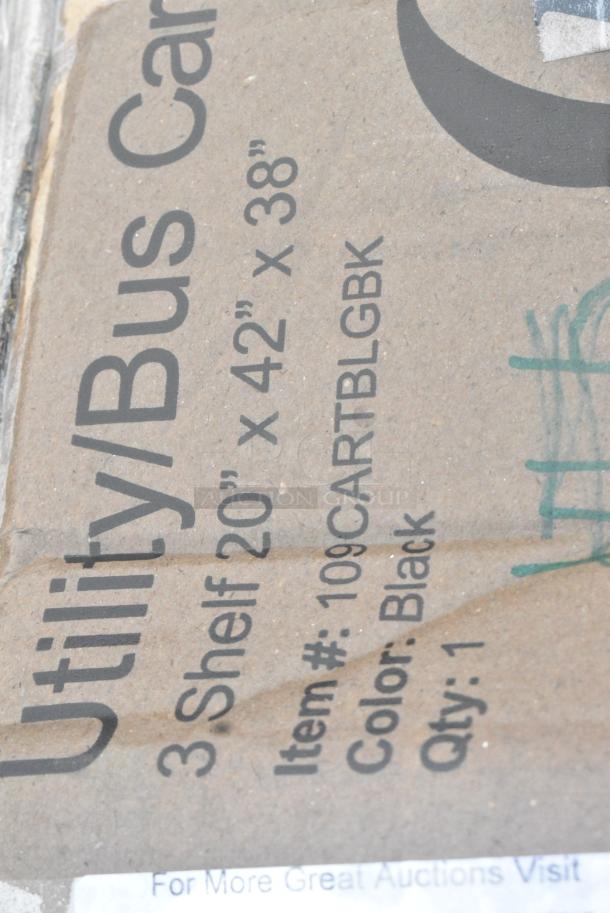 Utility/Bus Car
3 Shelf 20” x 42” x 38”
Item #: 109CARTBLGBK
Color: Black
Qty: 1
AUCTION GROUP
For More Great Auctions Visit